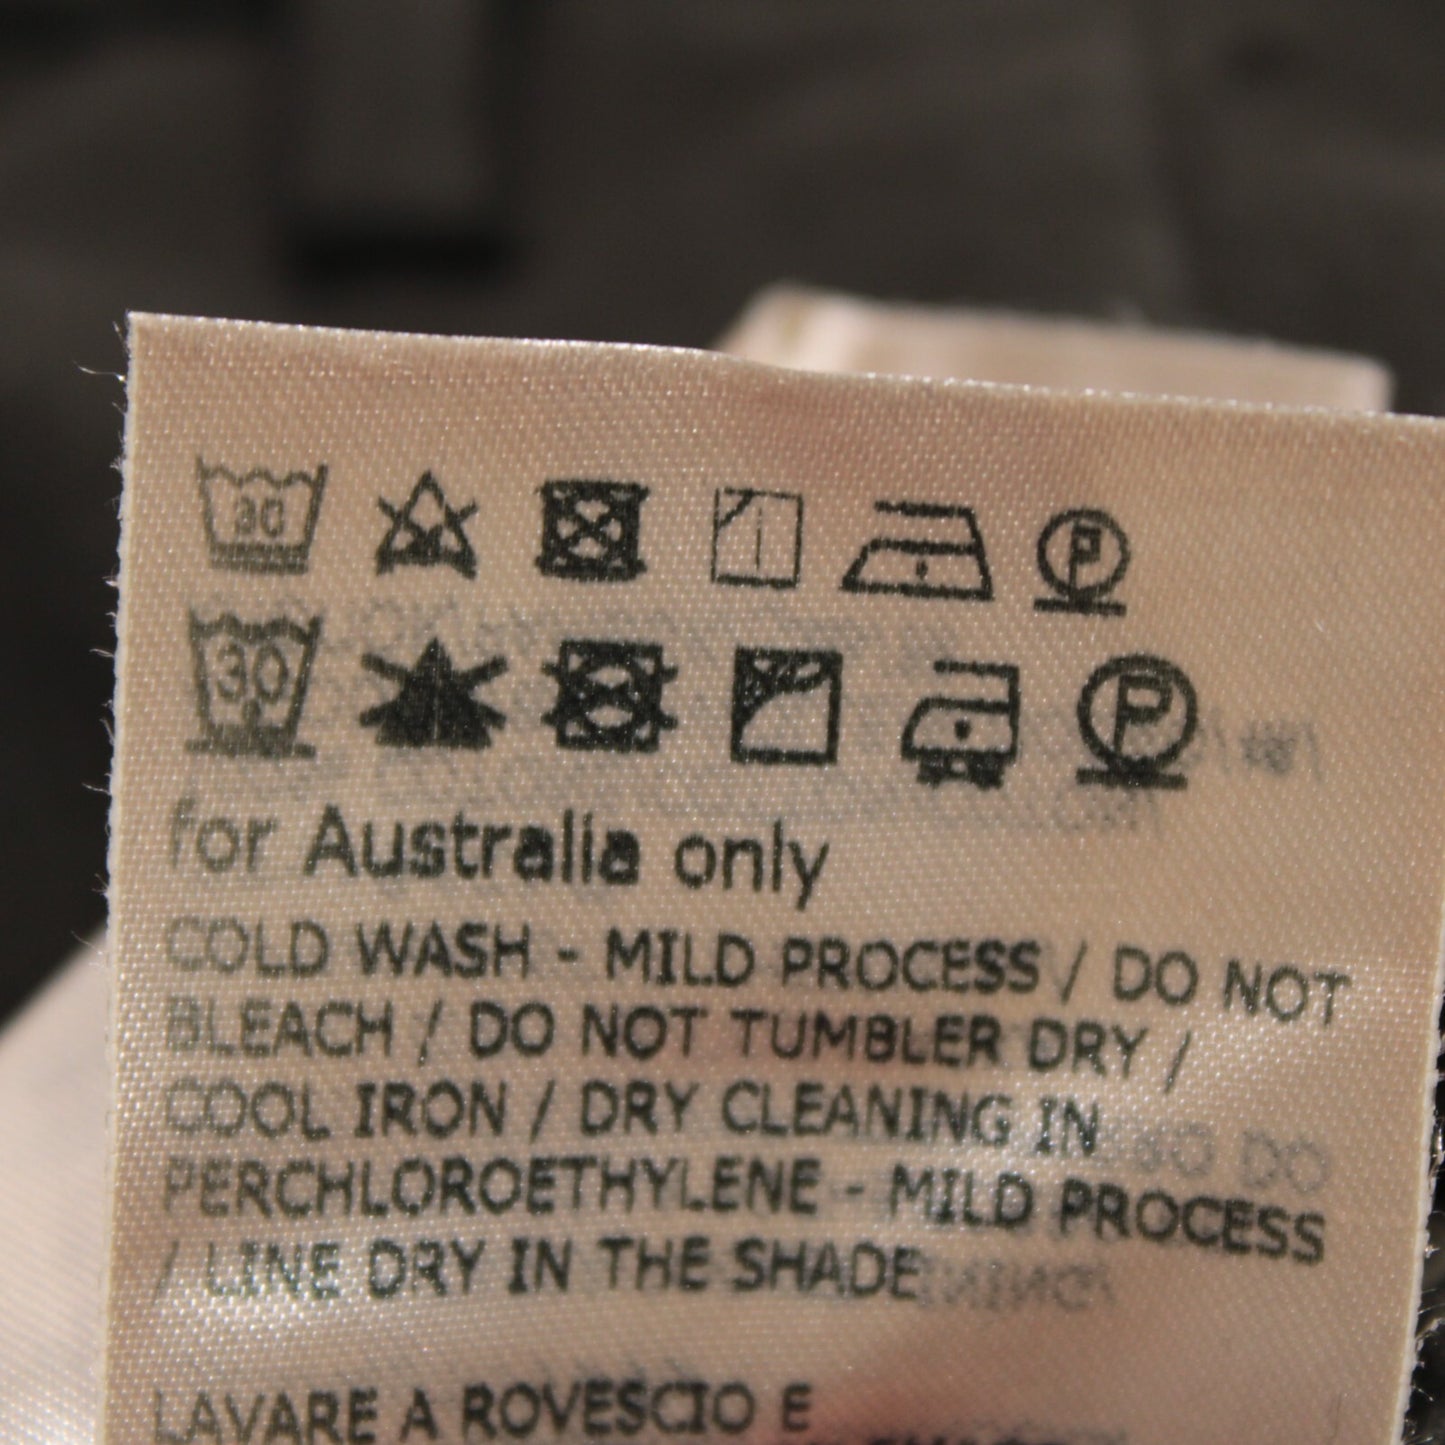 30
P
30
P
for Australia only
COLD WASH - MILD PROCESS / DO NOT
BLEACH / DO NOT TUMBLER DRY /
COOL IRON / DRY CLEANING IN
PERCHLOROETHYLENE - MILD PROCESS
/ LINE DRY IN THE SHADE
LAVARE A ROVESCIO E